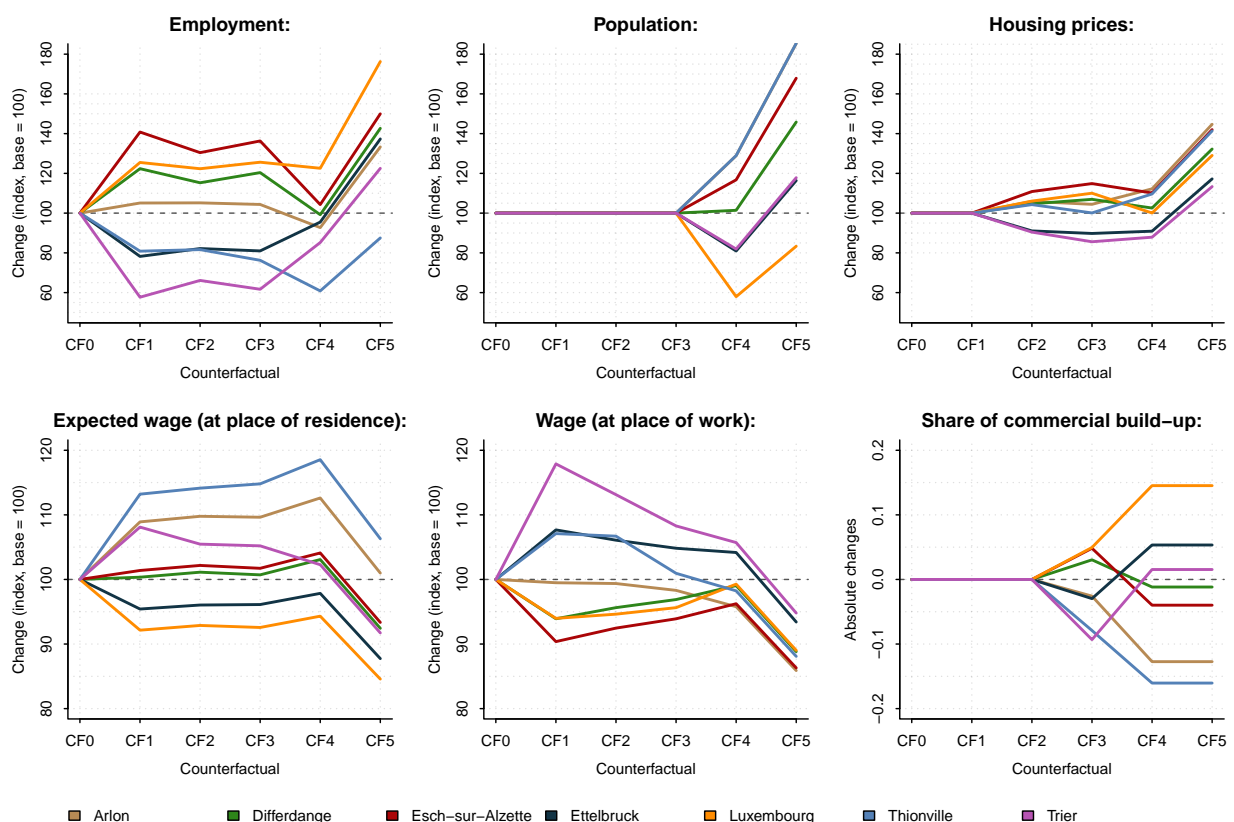 Employment:
Change (index, base = 100)
180
160
140
120
100
80
60
CF0 CF1 CF2 CF3 CF4 CF5
Counterfactual
Population:
Change (index, base = 100)
180
160
140
120
100
80
60
CF0 CF1 CF2 CF3 CF4 CF5
Counterfactual
Housing prices:
Change (index, base = 100)
180
160
140
120
100
80
60
CF0 CF1 CF2 CF3 CF4 CF5
Counterfactual
Expected wage (at place of residence):
Change (index, base = 100)
120
110
100
90
80
CF0 CF1 CF2 CF3 CF4 CF5
Counterfactual
Wage (at place of work):
Change (index, base = 100)
120
110
100
90
80
CF0 CF1 CF2 CF3 CF4 CF5
Counterfactual
Share of commercial build−up:
Absolute changes
0.2
0.1
0.0
−0.1
−0.2
CF0 CF1 CF2 CF3 CF4 CF5
Counterfactual
Arlon Differdange Esch−sur−Alzette Ettelbruck Luxembourg Thionville Trier